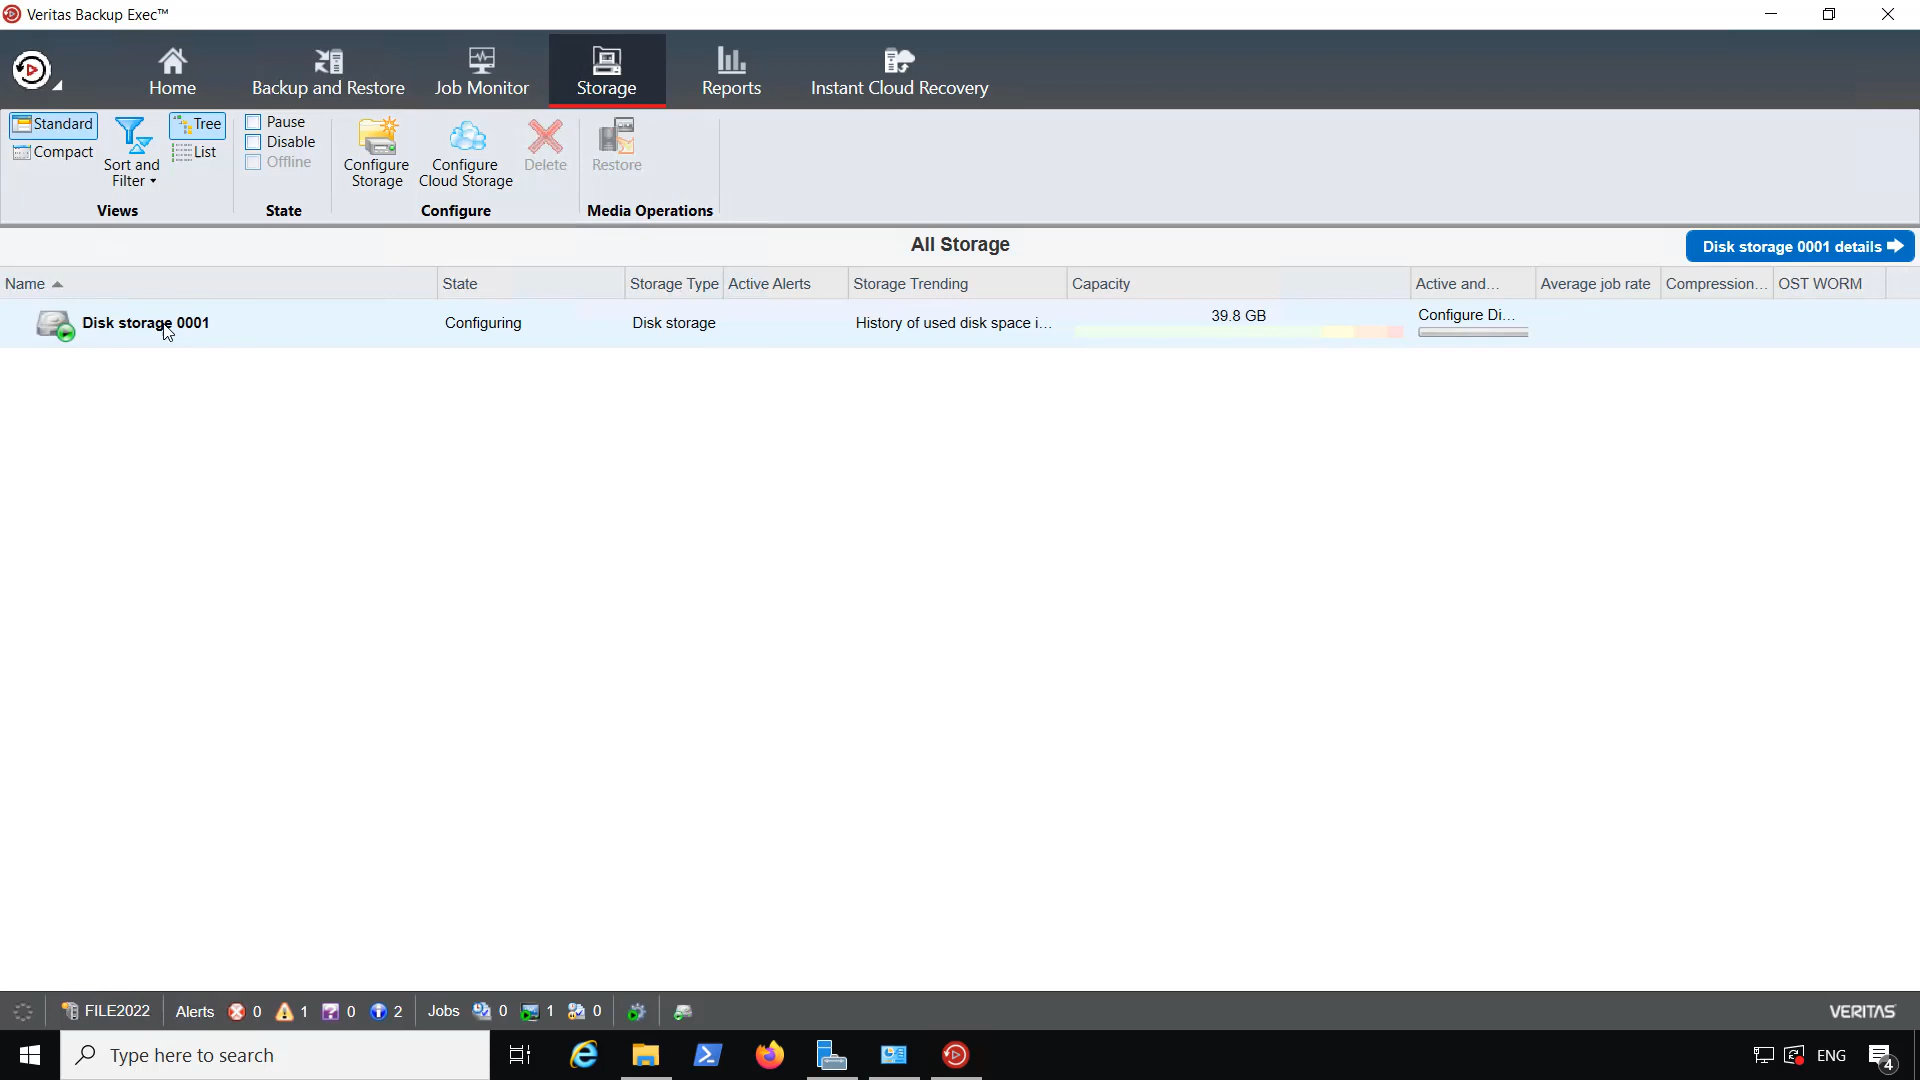 Veritas Backup Exec™
Home
Backup and Restore
Job Monitor
Storage
Reports
Instant Cloud Recovery
Standard
Compact
Sort and
Filter
Tree
List
Views
Pause
Disable
Offline
State
Configure
Storage
Configure
Cloud Storage
Delete
Configure
Restore
Media Operations
All Storage
Disk storage 0001 details
Name State Storage Type Active Alerts Storage Trending Capacity Active and... Average job rate Compression... OST WORM
Disk storage 0001 Configuring Disk storage History of used disk space i... 39.8 GB Configure Di...
FILE2022 Alerts 0 1 0 2 Jobs 0 1 0 VERITAS
Type here to search
ENG
4